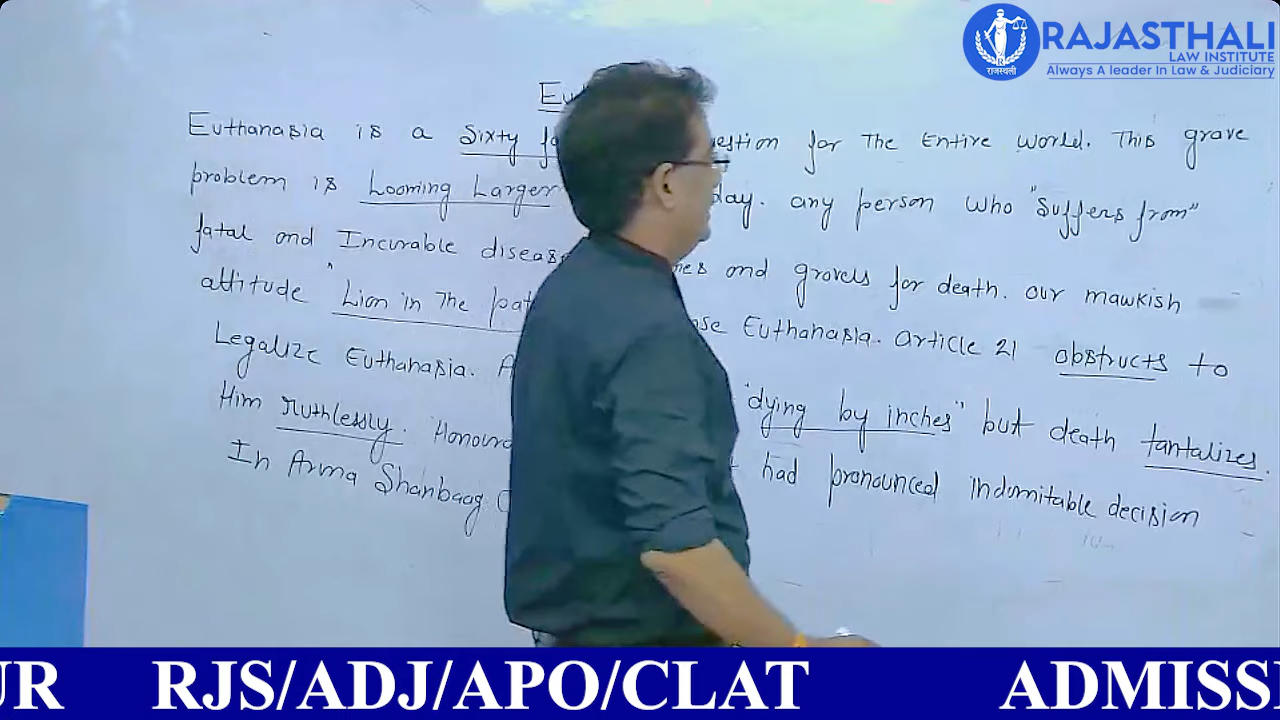 RAJASTHALI
LAW INSTITUTE
Always A leader In Law & Judiciary
राजस्थली
Eu
Euthanasia is a Sixty fo estion for The Entire world. This grave
problem is Looming Larger day. any person who "suffers from"
fatal and Incurable diseas and grovels for death. our mawkish
attitude "Lion in The pat Euthanasia. Article 21 obstructs to
Legalize Euthanasia. A "dying by inches" but death tantalizes.
Him ruthlessly. Honoura had pronounced indomitable decision
In Aruna Shanbaag C
UR RJS/ADJ/APO/CLAT ADMISSI